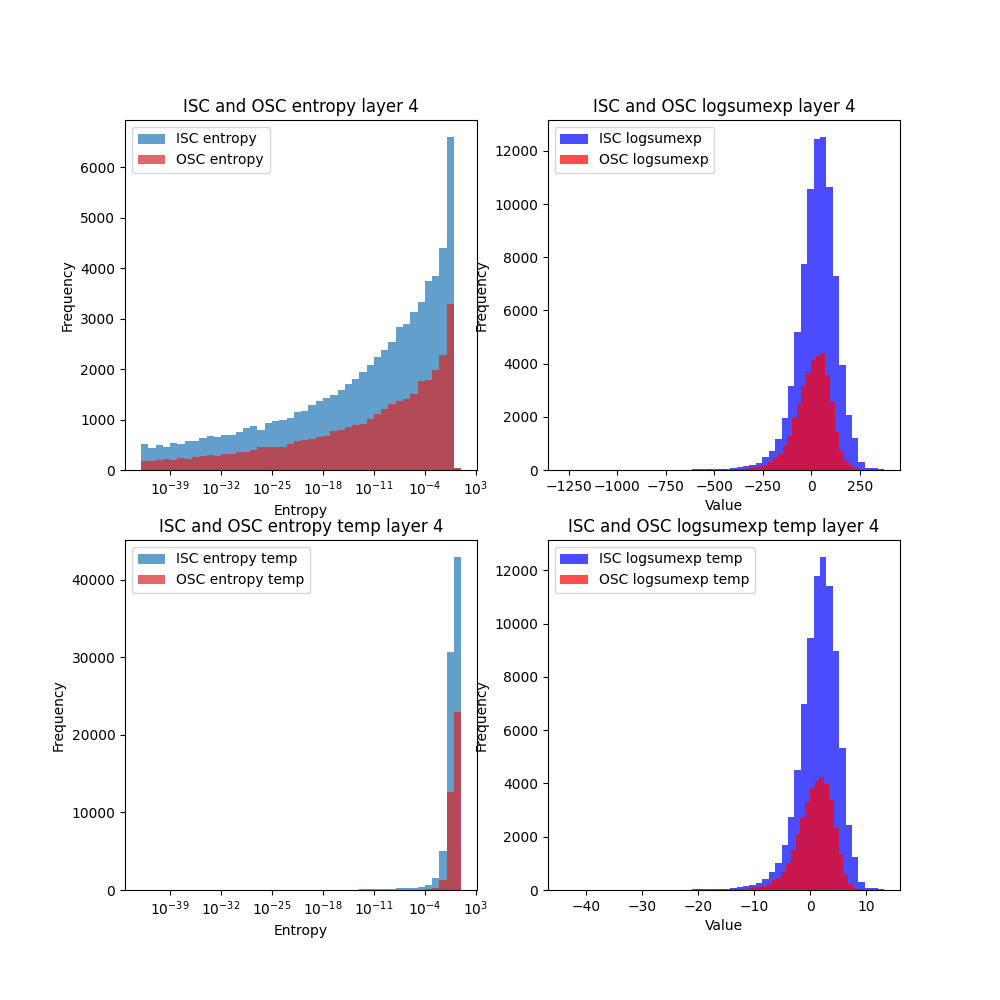 ISC and OSC entropy layer 4
ISC entropy
OSC entropy
6000
5000
4000
3000
2000
1000
0
Frequency
10⁻³⁹ 10⁻³² 10⁻²⁵ 10⁻¹⁸ 10⁻¹¹ 10⁻⁴ 10³
Entropy
ISC and OSC logsumexp layer 4
ISC logsumexp
OSC logsumexp
12000
10000
8000
6000
4000
2000
0
Frequency
−1250 −1000 −750 −500 −250 0 250
Value
ISC and OSC entropy temp layer 4
ISC entropy temp
OSC entropy temp
40000
30000
20000
10000
0
Frequency
10⁻³⁹ 10⁻³² 10⁻²⁵ 10⁻¹⁸ 10⁻¹¹ 10⁻⁴ 10³
Entropy
ISC and OSC logsumexp temp layer 4
ISC logsumexp temp
OSC logsumexp temp
12000
10000
8000
6000
4000
2000
0
Frequency
−40 −30 −20 −10 0 10
Value